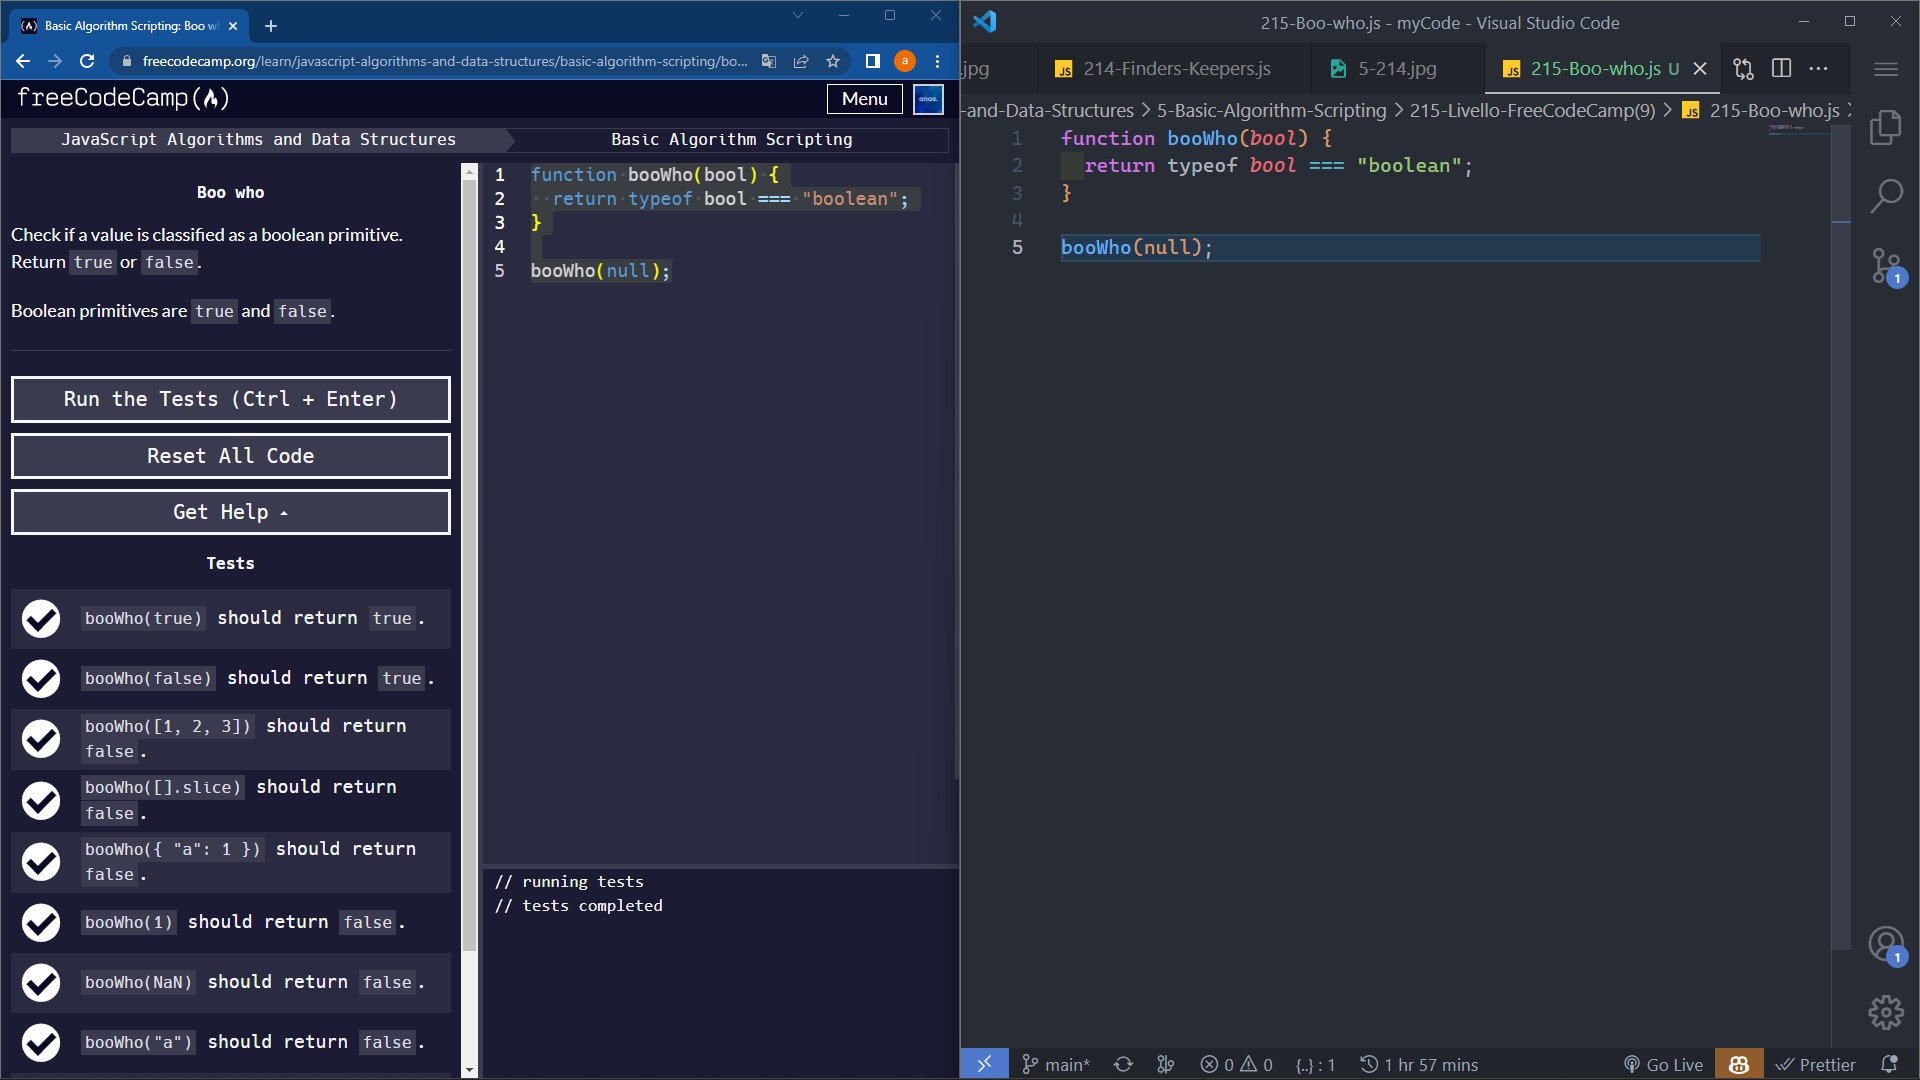 Basic Algorithm Scripting: Boo w
freecodecamp.org/learn/javascript-algorithms-and-data-structures/basic-algorithm-scripting/bo...
a
freeCodeCamp
Menu
anas.
JavaScript Algorithms and Data Structures
Basic Algorithm Scripting
Boo who
Check if a value is classified as a boolean primitive.
Return true or false.
Boolean primitives are true and false.
Run the Tests (Ctrl + Enter)
Reset All Code
Get Help
Tests
booWho(true) should return true.
booWho(false) should return true.
booWho([1, 2, 3]) should return
false.
booWho([].slice) should return
false.
booWho({ "a": 1 }) should return
false.
booWho(1) should return false.
booWho(NaN) should return false.
booWho("a") should return false.
1 function booWho(bool) {
2 return typeof bool === "boolean";
3 }
4
5 booWho(null);
// running tests
// tests completed
215-Boo-who.js - myCode - Visual Studio Code
.jpg
JS 214-Finders-Keepers.js
5-214.jpg
JS 215-Boo-who.js U
-and-Data-Structures > 5-Basic-Algorithm-Scripting > 215-Livello-FreeCodeCamp(9) > JS 215-Boo-who.js >
1 function booWho(bool) {
2 return typeof bool === "boolean";
3 }
4
5 booWho(null);
1
1
main* 0 0 {..} : 1 1 hr 57 mins Go Live Prettier